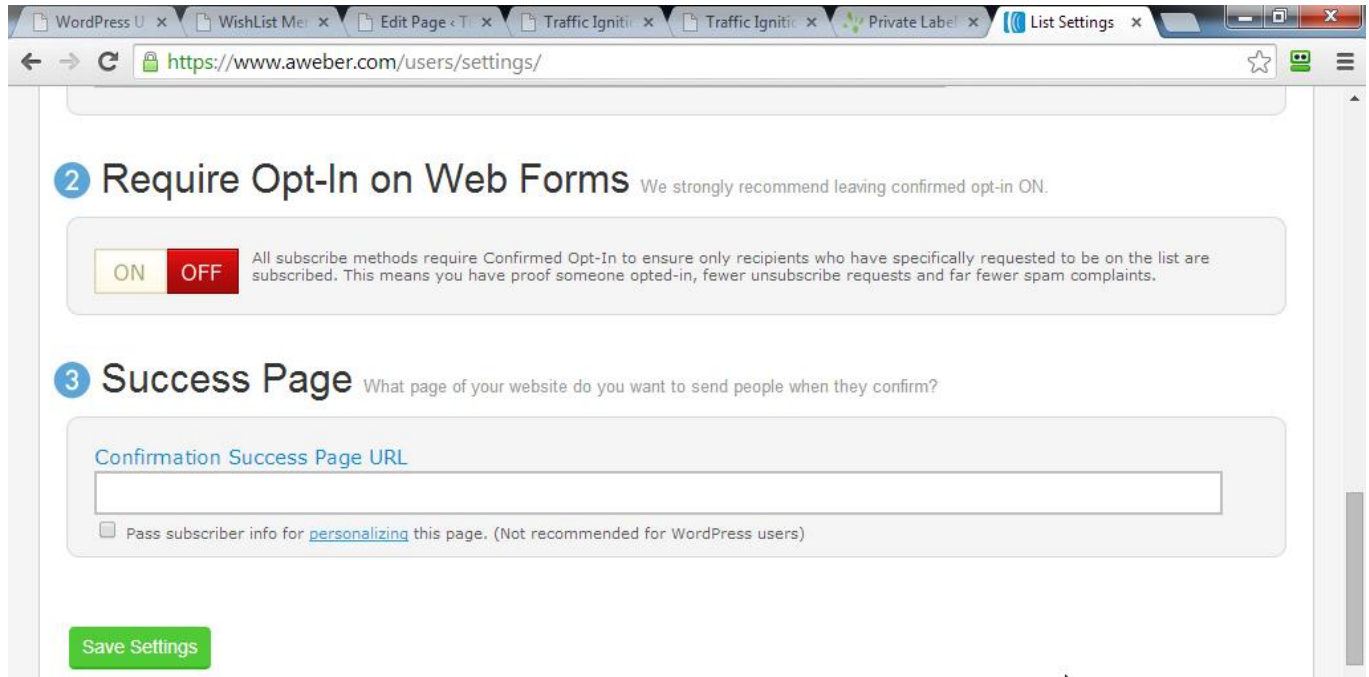 WordPress U
WishList Me
Edit Page ‹ T
Traffic Igniti
Traffic Ignitio
Private Label
List Settings
https://www.aweber.com/users/settings/
2 Require Opt-In on Web Forms We strongly recommend leaving confirmed opt-in ON.
ON OFF
All subscribe methods require Confirmed Opt-In to ensure only recipients who have specifically requested to be on the list are
subscribed. This means you have proof someone opted-in, fewer unsubscribe requests and far fewer spam complaints.
3 Success Page What page of your website do you want to send people when they confirm?
Confirmation Success Page URL
Pass subscriber info for personalizing this page. (Not recommended for WordPress users)
Save Settings